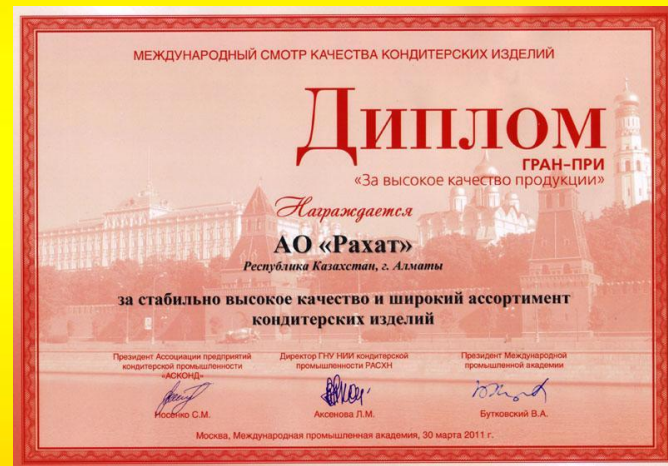 МЕЖДУНАРОДНЫЙ СМОТР КАЧЕСТВА КОНДИТЕРСКИХ ИЗДЕЛИЙ
ДИПЛОМ
ГРАН-ПРИ
«За высокое качество продукции»
Награждается
АО «Рахат»
Республика Казахстан, г. Алматы
за стабильно высокое качество и широкий ассортимент
кондитерских изделий
Президент Ассоциации предприятий
кондитерской промышленности
«АСКОНД»
Носенко С.М.
Директор ГНУ НИИ кондитерской
промышленности РАСХН
Аксенова Л.М.
Президент Международной
промышленной академии
Бутковский В.А.
Москва, Международная промышленная академия, 30 марта 2011 г.